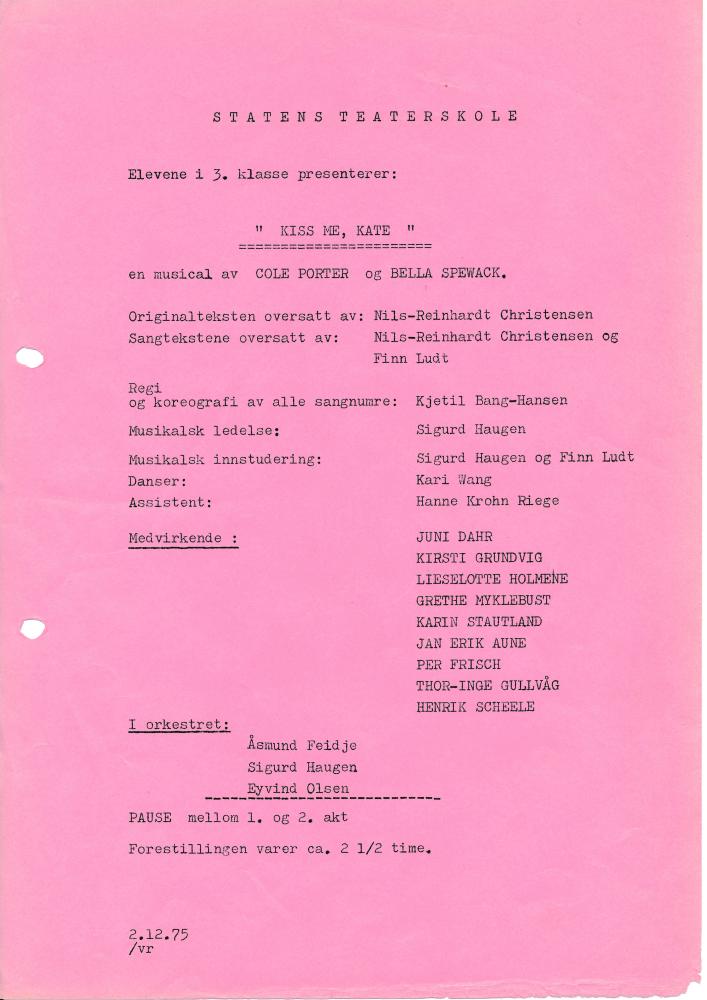 STATENS TEATERSKOLE
Elevene i 3. klasse presenterer:
" KISS ME, KATE "
=======================
en musical av COLE PORTER og BELLA SPEWACK.
Originalteksten oversatt av: Nils-Reinhardt Christensen
Sangtekstene oversatt av: Nils-Reinhardt Christensen og
Finn Ludt
Regi
og koreografi av alle sangnumre: Kjetil Bang-Hansen
Musikalsk ledelse: Sigurd Haugen
Musikalsk innstudering: Sigurd Haugen og Finn Ludt
Danser: Kari Wang
Assistent: Hanne Krohn Riege
Medvirkende : JUNI DAHR
KIRSTI GRUNDVIG
LIESELOTTE HOLMENE
GRETHE MYKLEBUST
KARIN STAUTLAND
JAN ERIK AUNE
PER FRISCH
THOR-INGE GULLVÅG
HENRIK SCHEELE
I orkestret:
Åsmund Feidje
Sigurd Haugen
Eyvind Olsen
PAUSE mellom 1. og 2. akt
Forestillingen varer ca. 2 1/2 time.
2.12.75
/vr